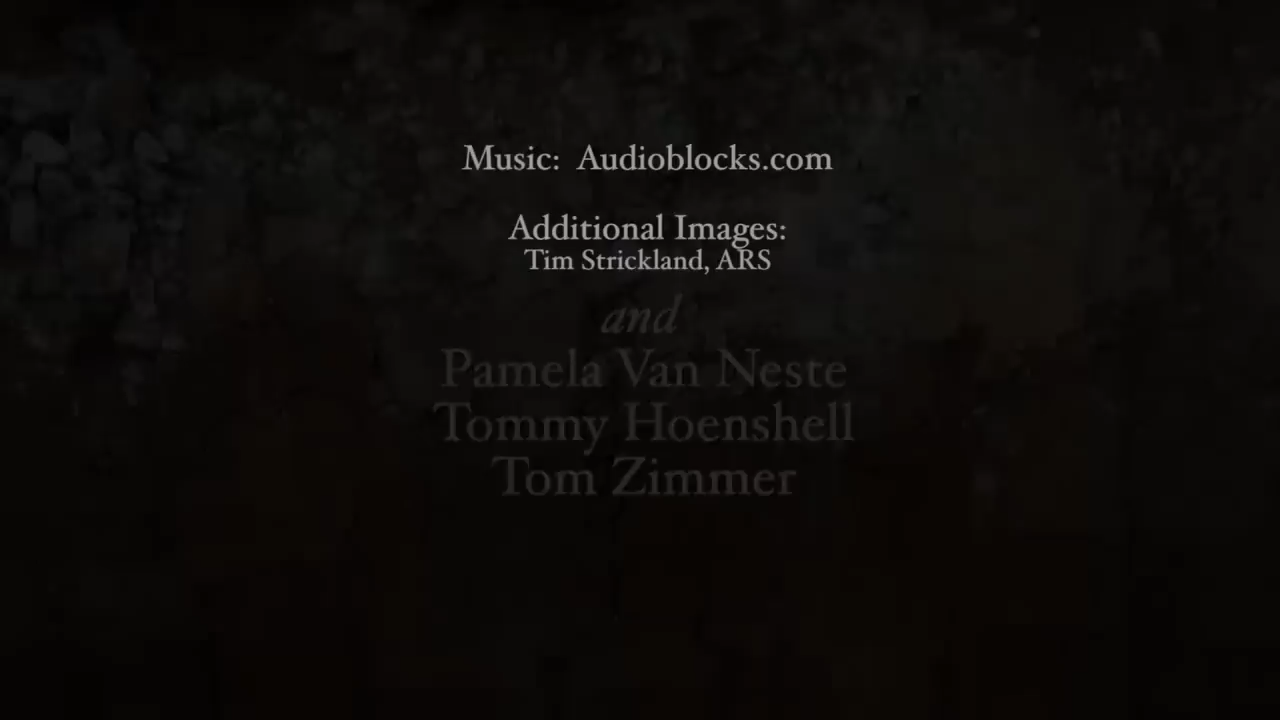 Music: Audioblocks.com
Additional Images:
Tim Strickland, ARS
and
Pamela Van Neste
Tommy Hoenshell
Tom Zimmer